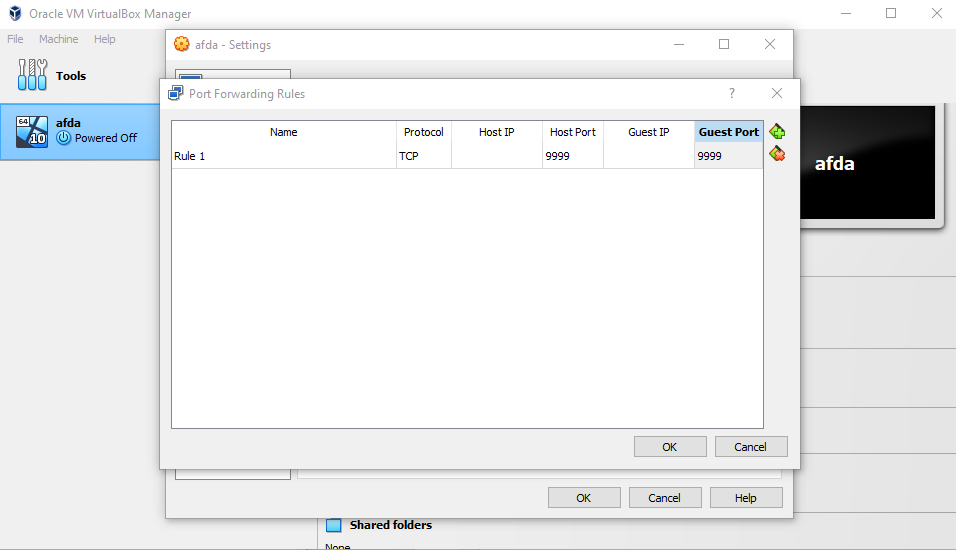 Oracle VM VirtualBox Manager
File Machine Help
afda - Settings
Tools
Port Forwarding Rules
?
64
10
afda
Powered Off
Name Protocol Host IP Host Port Guest IP Guest Port
Rule 1 TCP 9999 9999
afda
OK Cancel
OK Cancel Help
Shared folders
None